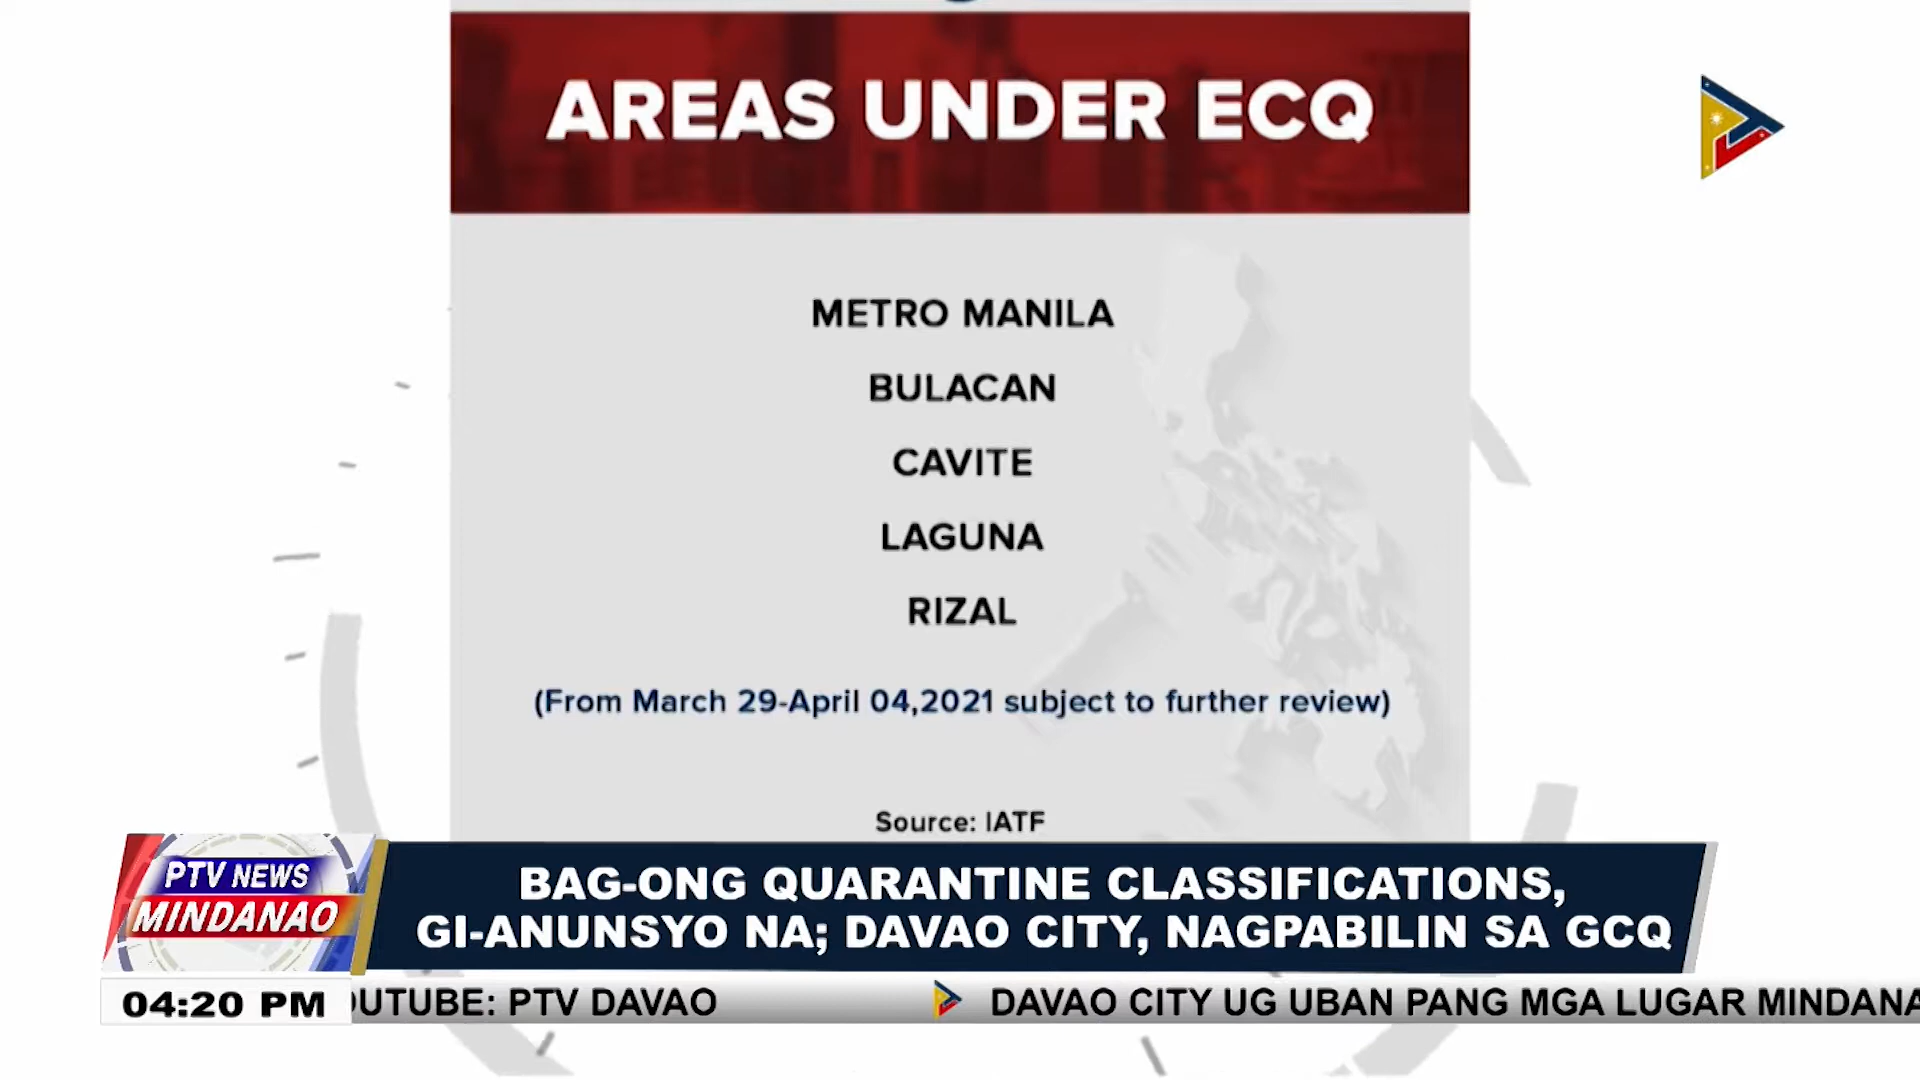 AREAS UNDER ECQ
METRO MANILA
BULACAN
CAVITE
LAGUNA
RIZAL
(From March 29-April 04,2021 subject to further review)
Source: IATF
PTV NEWS
MINDANAO
BAG-ONG QUARANTINE CLASSIFICATIONS,
GI-ANUNSYO NA; DAVAO CITY, NAGPABILIN SA GCQ
04:20 PM
OUTUBE: PTV DAVAO
DAVAO CITY UG UBAN PANG MGA LUGAR MINDANA